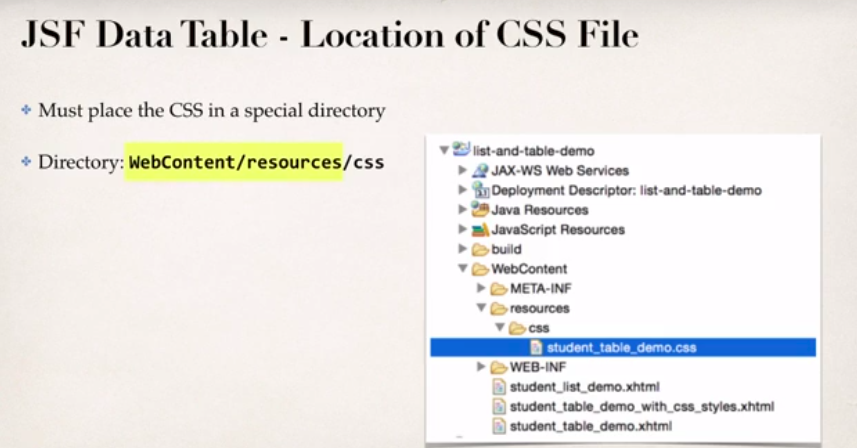 JSF Data Table - Location of CSS File
Must place the CSS in a special directory
Directory: WebContent/resources/css
list-and-table-demo
JAX-WS Web Services
Deployment Descriptor: list-and-table-demo
Java Resources
JavaScript Resources
build
WebContent
META-INF
resources
css
student_table_demo.css
WEB-INF
student_list_demo.xhtml
student_table_demo_with_css_styles.xhtml
student_table_demo.xhtml